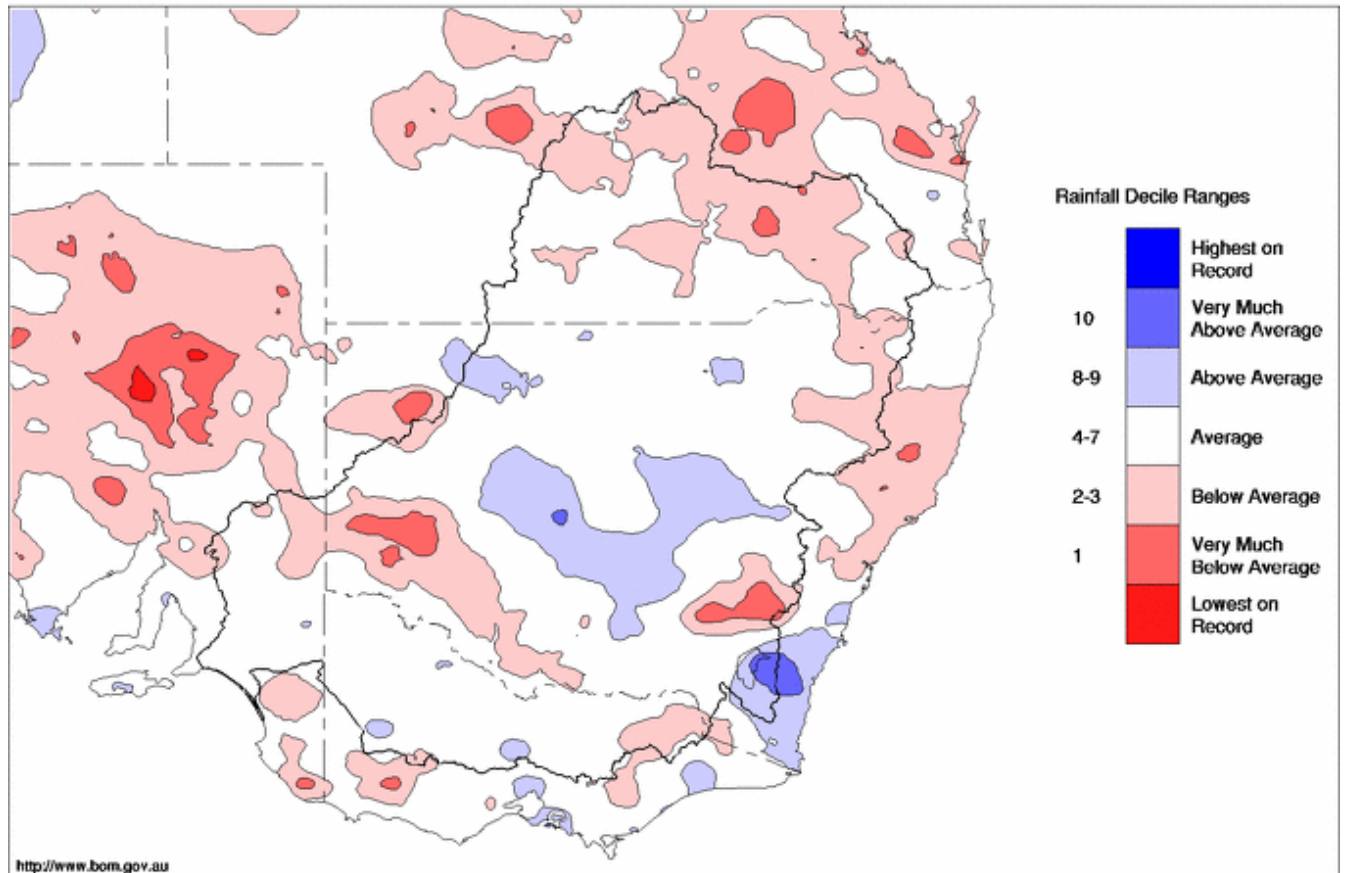 Rainfall Decile Ranges
Highest on
Record
10
Very Much
Above Average
8-9
Above Average
4-7
Average
2-3
Below Average
1
Very Much
Below Average
Lowest on
Record
http://www.bom.gov.au